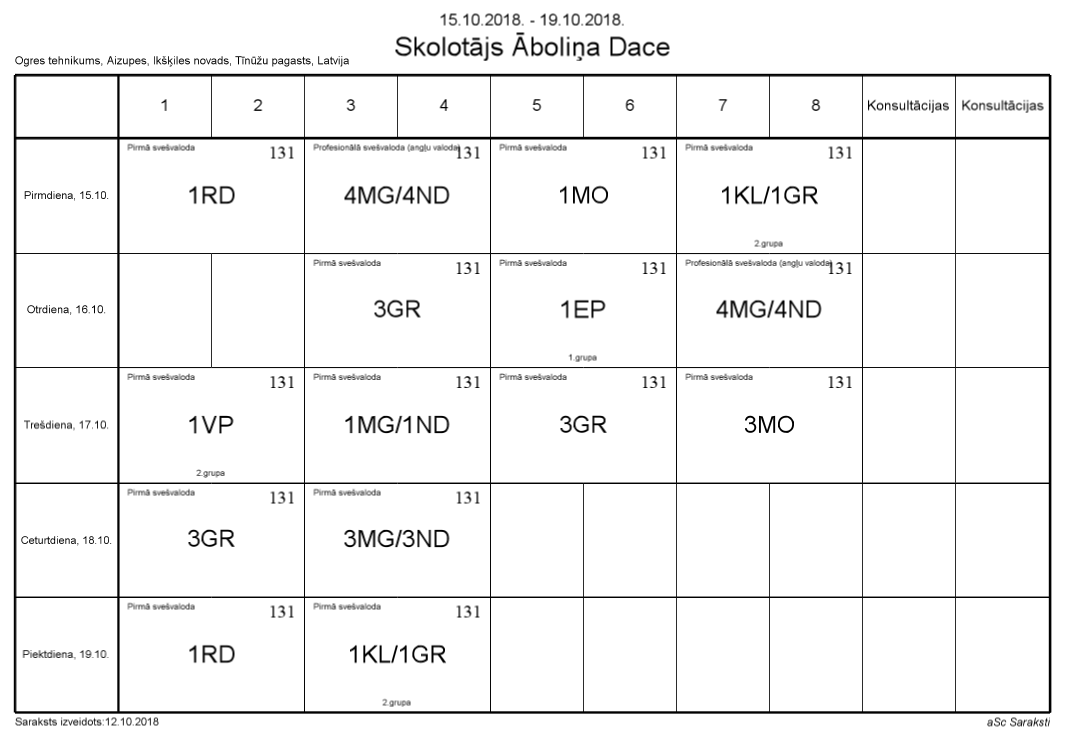 15.10.2018. - 19.10.2018.
Skolotājs Āboliņa Dace
Ogres tehnikums, Aizupes, Ikšķiles novads, Tīnūžu pagasts, Latvija
1 2 3 4 5 6 7 8 Konsultācijas Konsultācijas
Pirmdiena, 15.10.
Pirmā svešvaloda 131
1RD
Profesionālā svešvaloda (angļu valoda) 131
4MG/4ND
Pirmā svešvaloda 131
1MO
Pirmā svešvaloda 131
1KL/1GR
2.grupa
Otrdiena, 16.10.
Pirmā svešvaloda 131
3GR
Pirmā svešvaloda 131
1EP
1.grupa
Profesionālā svešvaloda (angļu valoda) 131
4MG/4ND
Trešdiena, 17.10.
Pirmā svešvaloda 131
1VP
2.grupa
Pirmā svešvaloda 131
1MG/1ND
Pirmā svešvaloda 131
3GR
Pirmā svešvaloda 131
3MO
Ceturtdiena, 18.10.
Pirmā svešvaloda 131
3GR
Pirmā svešvaloda 131
3MG/3ND
Piektdiena, 19.10.
Pirmā svešvaloda 131
1RD
Pirmā svešvaloda 131
1KL/1GR
2.grupa
Saraksts izveidots:12.10.2018
aSc Saraksti